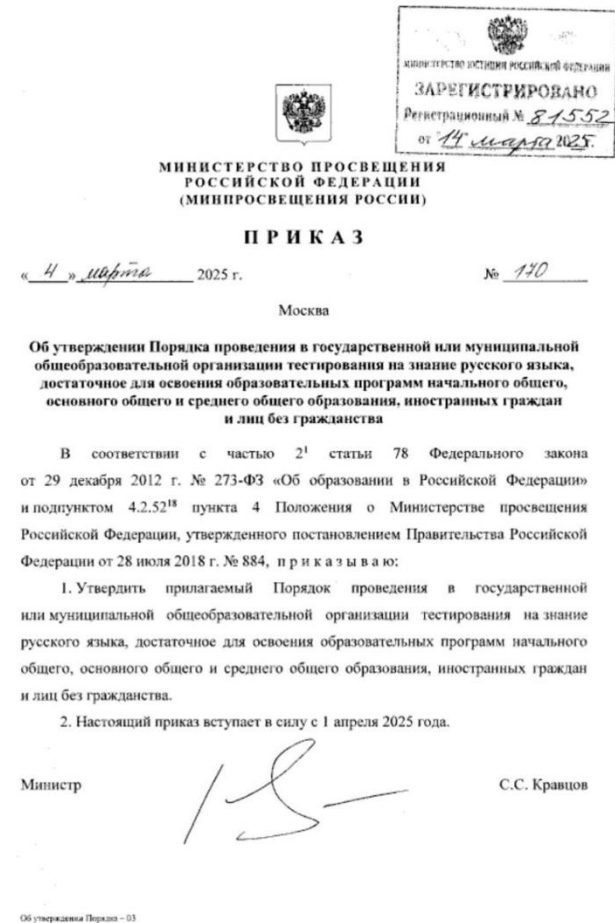 МИНИСТЕРСТВО ЮСТИЦИИ РОССИЙСКОЙ ФЕДЕРАЦИИ
ЗАРЕГИСТРИРОВАНО
Регистрационный № 81552
от "14" марта 2025.
МИНИСТЕРСТВО ПРОСВЕЩЕНИЯ
РОССИЙСКОЙ ФЕДЕРАЦИИ
(МИНПРОСВЕЩЕНИЯ РОССИИ)
ПРИКАЗ
« 4 » марта 2025 г.
№ 170
Москва
Об утверждении Порядка проведения в государственной или муниципальной
общеобразовательной организации тестирования на знание русского языка,
достаточное для освоения образовательных программ начального общего,
основного общего и среднего общего образования, иностранных граждан
и лиц без гражданства
В соответствии с частью 2¹ статьи 78 Федерального закона
от 29 декабря 2012 г. № 273-ФЗ «Об образовании в Российской Федерации»
и подпунктом 4.2.52¹⁸ пункта 4 Положения о Министерстве просвещения
Российской Федерации, утвержденного постановлением Правительства Российской
Федерации от 28 июля 2018 г. № 884, п р и к а з ы в а ю:
1. Утвердить прилагаемый Порядок проведения в государственной
или муниципальной общеобразовательной организации тестирования на знание
русского языка, достаточное для освоения образовательных программ начального
общего, основного общего и среднего общего образования, иностранных граждан
и лиц без гражданства.
2. Настоящий приказ вступает в силу с 1 апреля 2025 года.
Министр
С.С. Кравцов
Об утверждении Порядка – 03